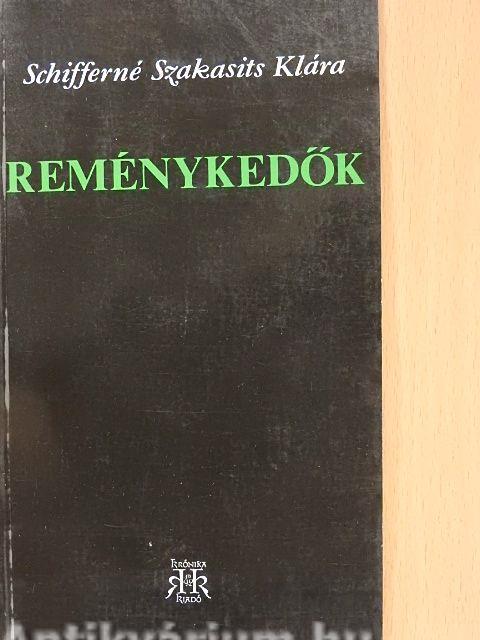 Schifferné Szakasits Klára
REMÉNYKEDŐK
KRÓNIKA
KIADÓ
Antikvárium.hu